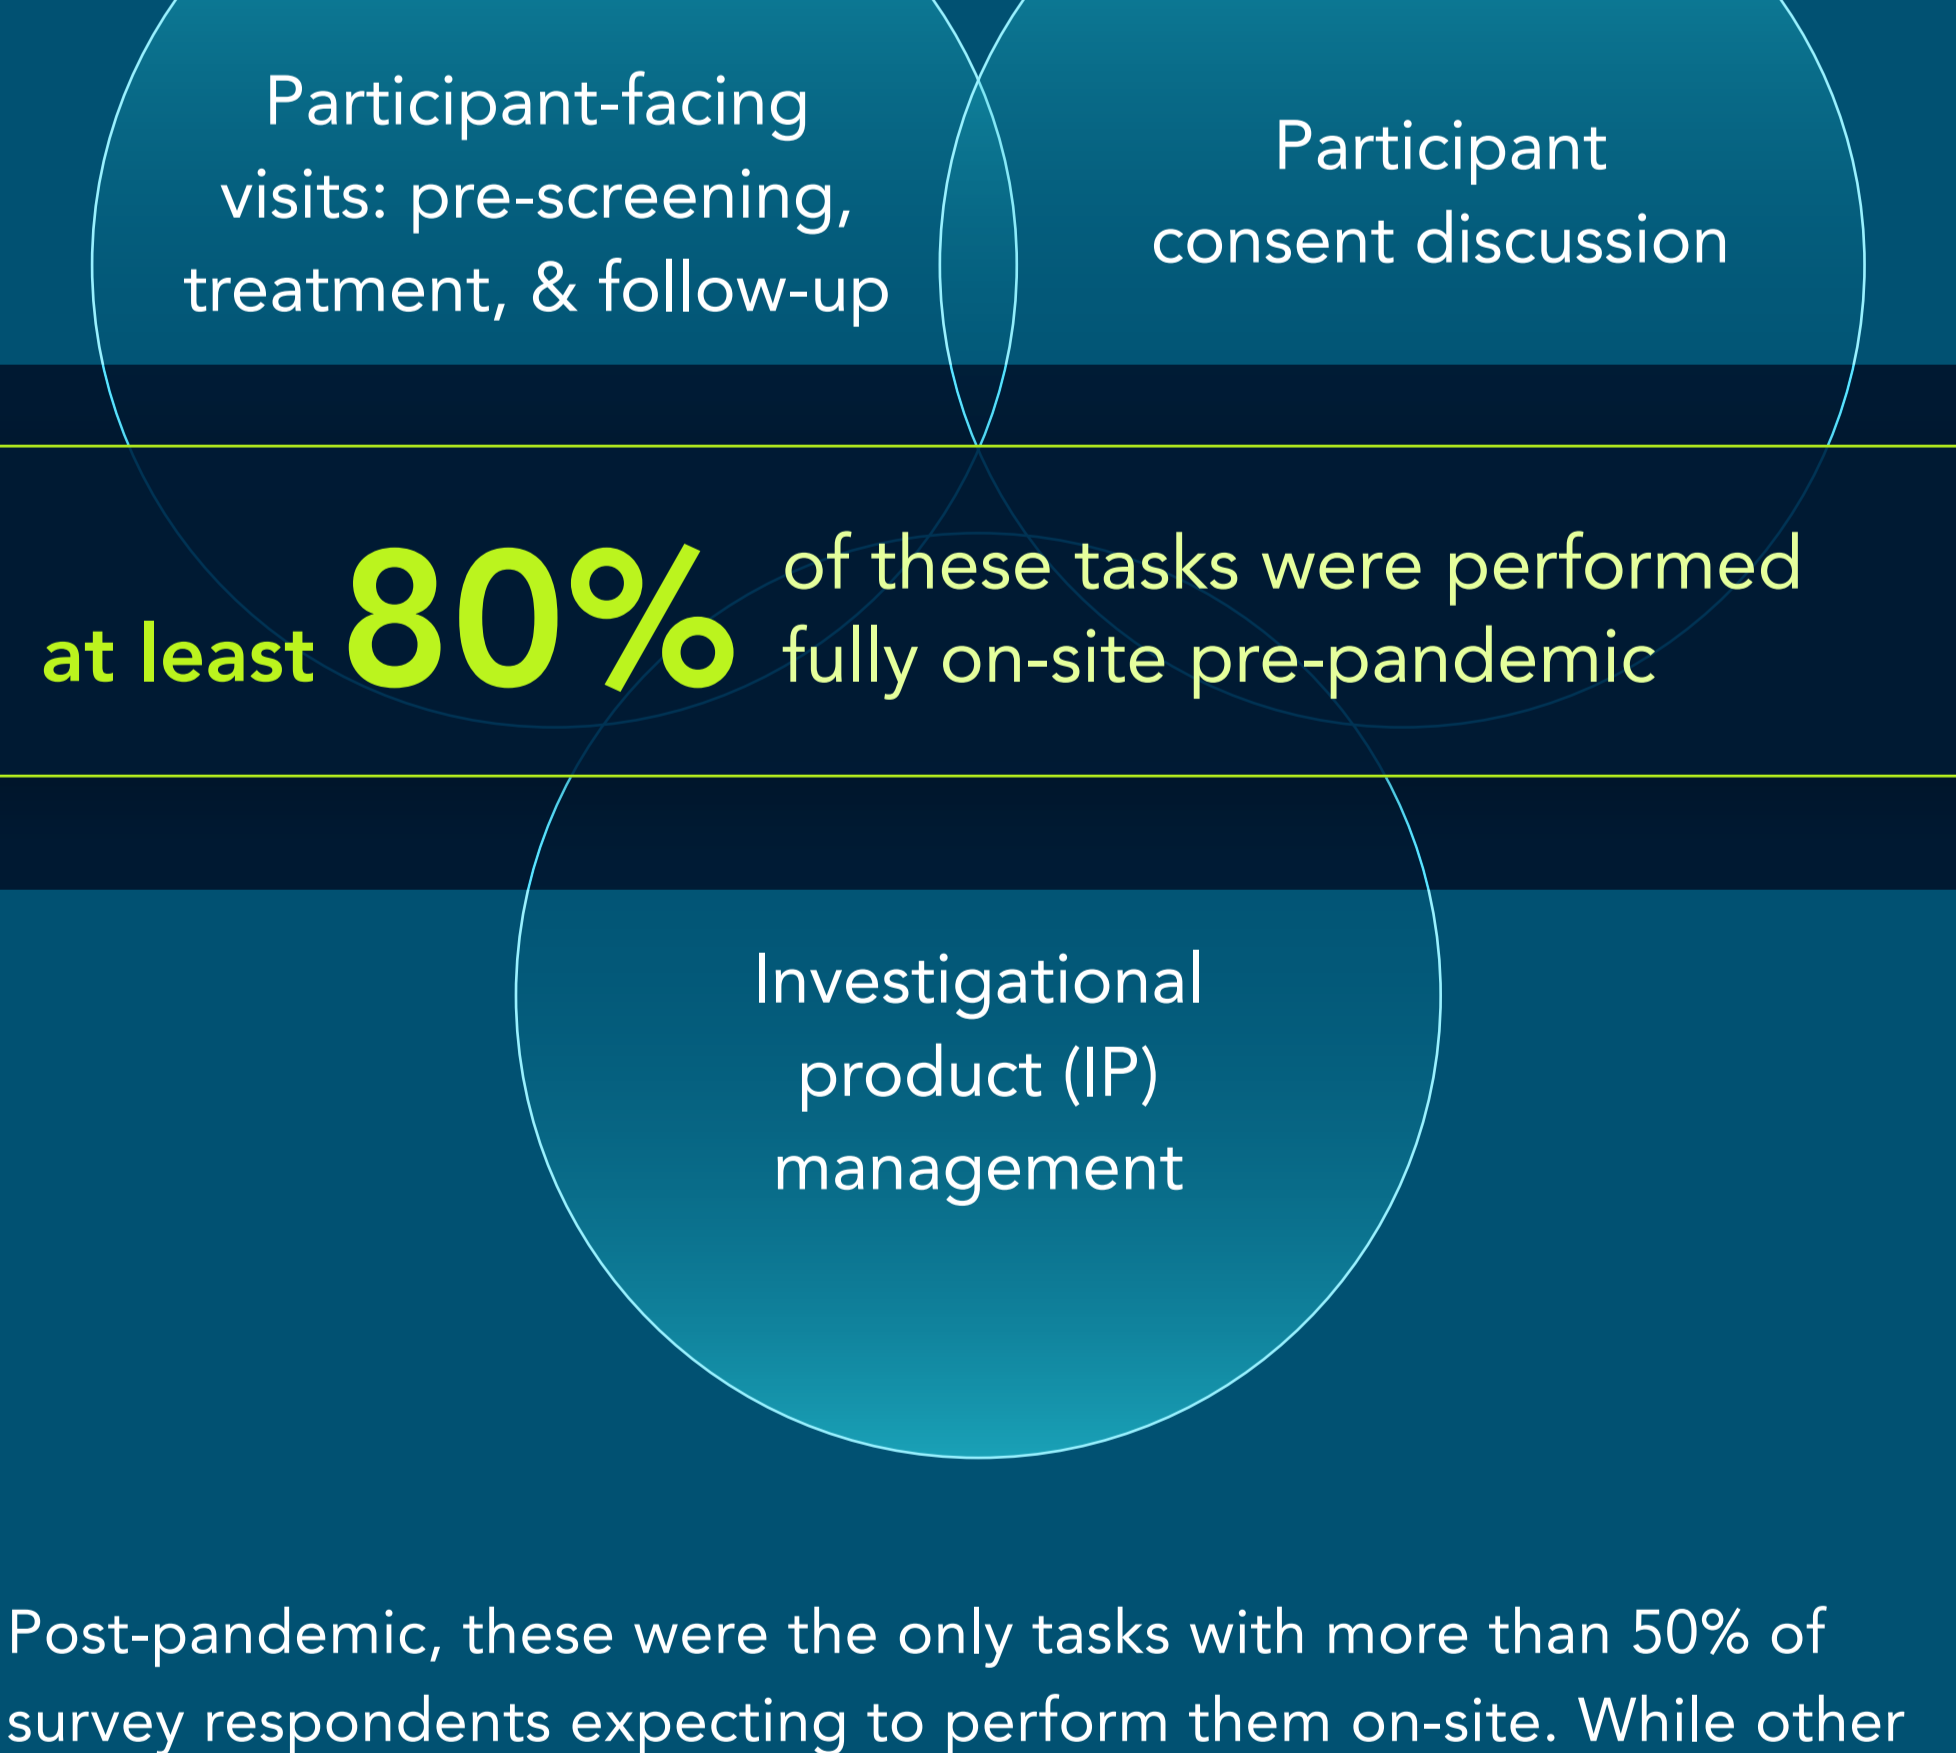 Participant-facing
visits: pre-screening,
treatment, & follow-up
Participant
consent discussion
at least 80% of these tasks were performed
fully on-site pre-pandemic
Investigational
product (IP)
management
Post-pandemic, these were the only tasks with more than 50% of
survey respondents expecting to perform them on-site. While other